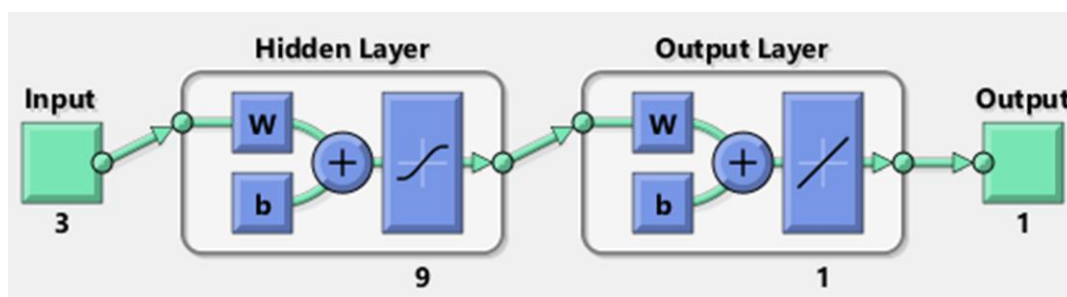 Hidden Layer
Output Layer
Input
Output
W
W
+
+
b
b
3
1
9
1